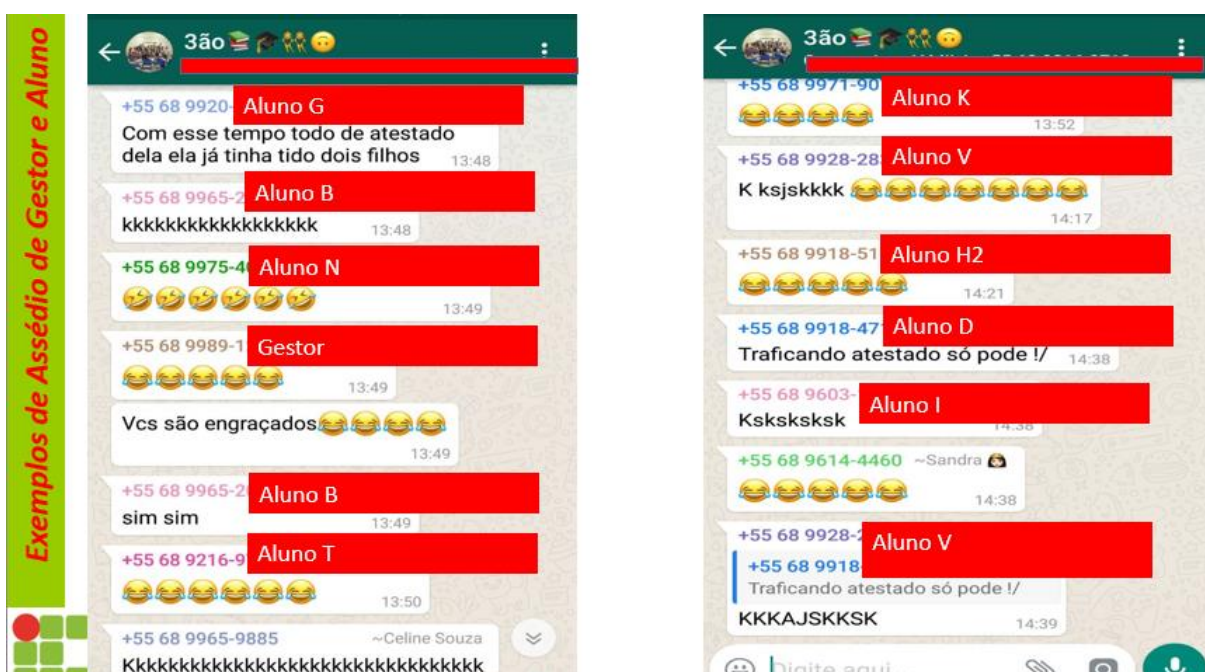 Exemplos de Assédio de Gestor e Aluno
3ão
+55 68 9920- Aluno G
Com esse tempo todo de atestado
dela ela já tinha tido dois filhos 13:48
+55 68 9965-2 Aluno B
kkkkkkkkkkkkkkkkkk 13:48
+55 68 9975-40 Aluno N
13:49
+55 68 9989-1 Gestor
13:49
Vcs são engraçados
13:49
+55 68 9965-20 Aluno B
sim sim 13:49
+55 68 9216-9 Aluno T
13:50
+55 68 9965-9885 ~Celine Souza
Kkkkkkkkkkkkkkkkkkkkkkkkkkkkkkkkk
3ão
+55 68 9971-90 Aluno K
13:52
+55 68 9928-28 Aluno V
K ksjskkkk
14:17
+55 68 9918-51 Aluno H2
14:21
+55 68 9918-47 Aluno D
Traficando atestado só pode !/ 14:38
+55 68 9603- Aluno I
Ksksksksk 14:38
+55 68 9614-4460 ~Sandra
14:38
+55 68 9928-2 Aluno V
+55 68 9918-
Traficando atestado só pode !/
KKKAJSKKSK 14:39
Digite aqui...